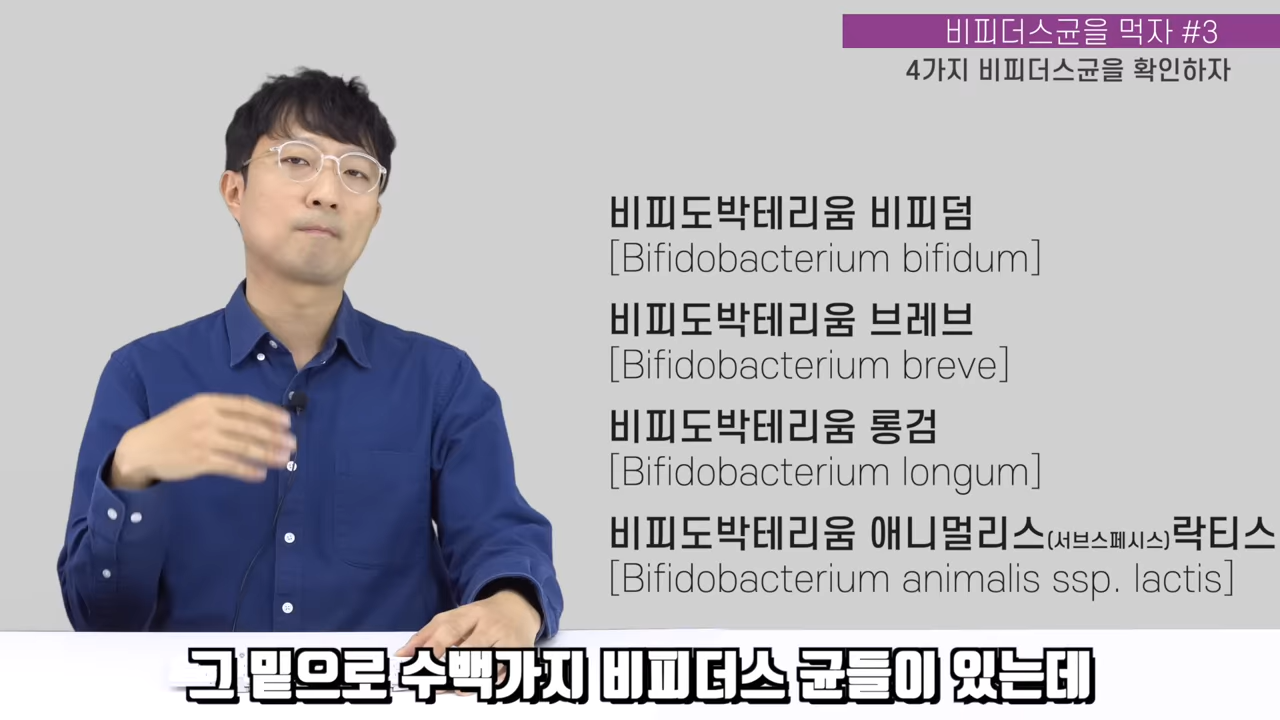 비피더스균을 먹자 #3
4가지 비피더스균을 확인하자
비피도박테리움 비피덤
[Bifidobacterium bifidum]
비피도박테리움 브레브
[Bifidobacterium breve]
비피도박테리움 롱검
[Bifidobacterium longum]
비피도박테리움 애니멀리스(서브스페시스)락티스
[Bifidobacterium animalis ssp. lactis]
그 밑으로 수백가지 비피더스 균들이 있는데